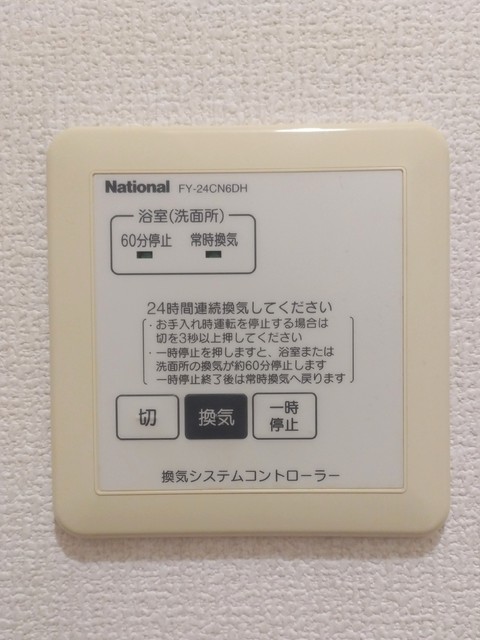 National FY-24CN6DH
浴室(洗面所)
60分停止 常時換気
24時間連続換気してください
・お手入れ時運転を停止する場合は
切を3秒以上押してください
・一時停止を押しますと、浴室または
洗面所の換気が約60分停止します
一時停止終了後は常時換気へ戻ります
切 換気 一時
停止
換気システムコントローラー